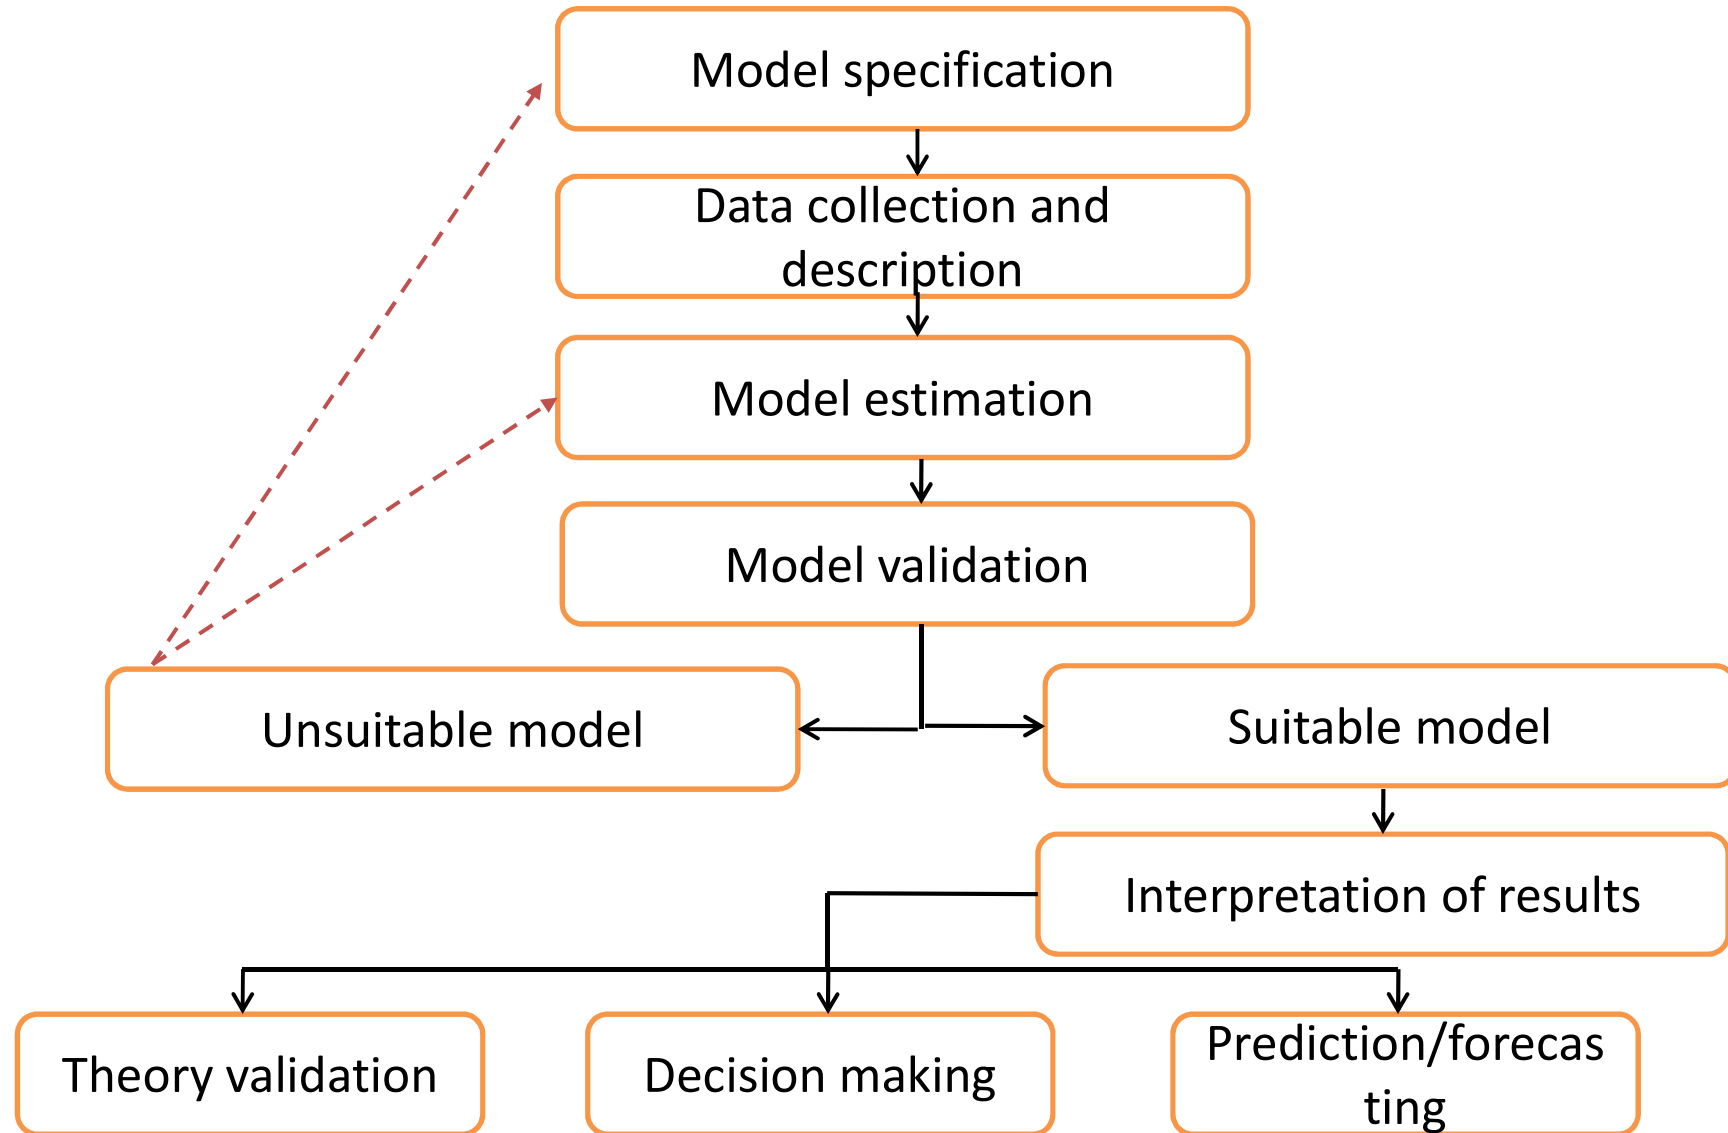 Model specification
Data collection and
description
Model estimation
Model validation
Unsuitable model
Suitable model
Interpretation of results
Theory validation
Decision making
Prediction/forecas
ting